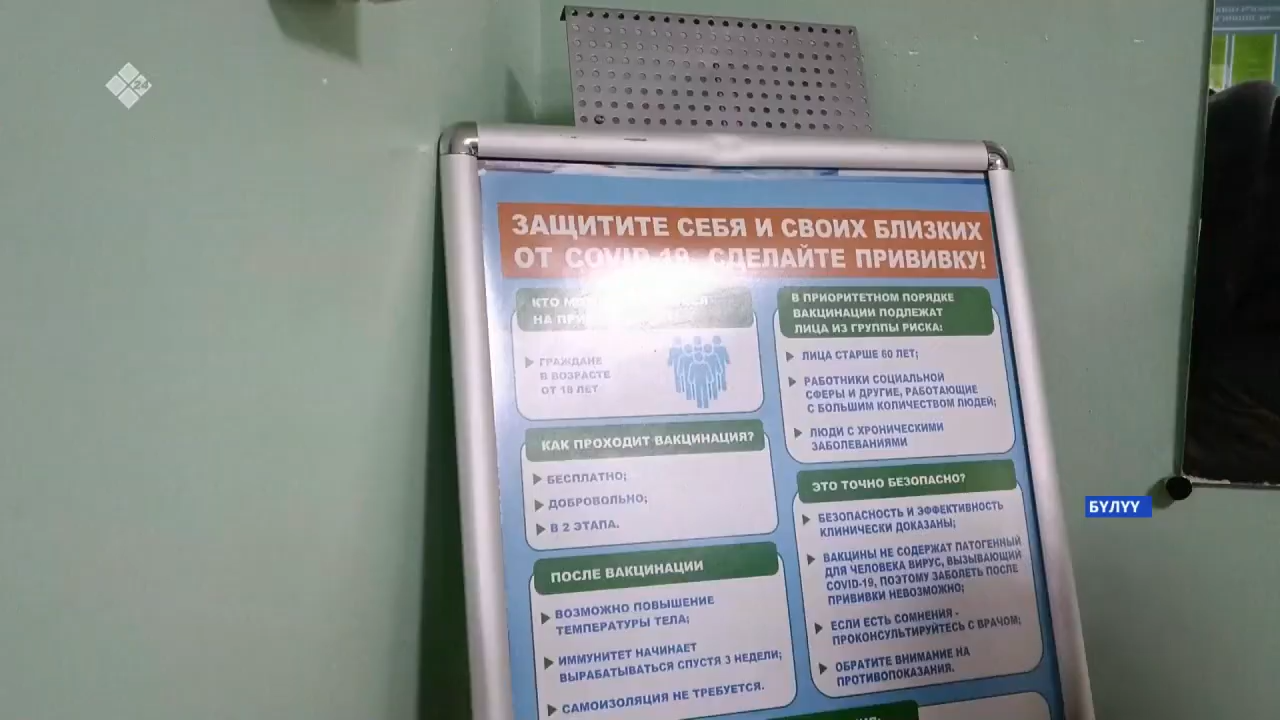 24
ЗАЩИТИТЕ СЕБЯ И СВОИХ БЛИЗКИХ
ОТ COVID-19. СДЕЛАЙТЕ ПРИВИВКУ!
КТО
НА
ГРАЖДАНЕ
В ВОЗРАСТЕ
ОТ 18 ЛЕТ
КАК ПРОХОДИТ ВАКЦИНАЦИЯ?
БЕСПЛАТНО;
ДОБРОВОЛЬНО;
В 2 ЭТАПА.
ПОСЛЕ ВАКЦИНАЦИИ
ВОЗМОЖНО ПОВЫШЕНИЕ
ТЕМПЕРАТУРЫ ТЕЛА;
ИММУНИТЕТ НАЧИНАЕТ
ВЫРАБАТЫВАТЬСЯ СПУСТЯ 3 НЕДЕЛИ;
САМОИЗОЛЯЦИЯ НЕ ТРЕБУЕТСЯ.
В ПРИОРИТЕТНОМ ПОРЯДКЕ
ВАКЦИНАЦИИ ПОДЛЕЖАТ
ЛИЦА ИЗ ГРУППЫ РИСКА:
ЛИЦА СТАРШЕ 60 ЛЕТ;
РАБОТНИКИ СОЦИАЛЬНОЙ
СФЕРЫ И ДРУГИЕ, РАБОТАЮЩИЕ
С БОЛЬШИМ КОЛИЧЕСТВОМ ЛЮДЕЙ;
ЛЮДИ С ХРОНИЧЕСКИМИ
ЗАБОЛЕВАНИЯМИ
ЭТО ТОЧНО БЕЗОПАСНО?
БЕЗОПАСНОСТЬ И ЭФФЕКТИВНОСТЬ
КЛИНИЧЕСКИ ДОКАЗАНЫ;
ВАКЦИНЫ НЕ СОДЕРЖАТ ПАТОГЕННЫЙ
ДЛЯ ЧЕЛОВЕКА ВИРУС, ВЫЗЫВАЮЩИЙ
COVID-19, ПОЭТОМУ ЗАБОЛЕТЬ ПОСЛЕ
ПРИВИВКИ НЕВОЗМОЖНО;
ЕСЛИ ЕСТЬ СОМНЕНИЯ -
ПРОКОНСУЛЬТИРУЙТЕСЬ С ВРАЧОМ;
ОБРАТИТЕ ВНИМАНИЕ НА
ПРОТИВОПОКАЗАНИЯ.
БҮЛҮҮ